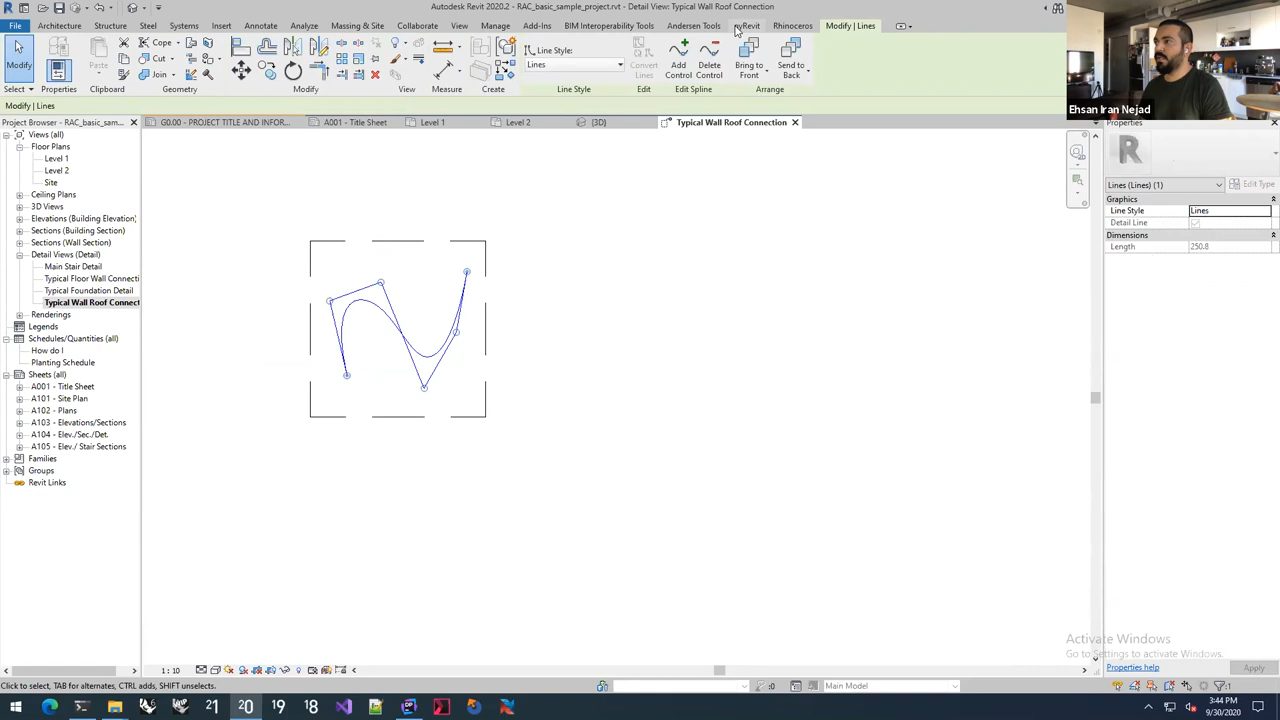 Autodesk Revit 2020.2 - RAC_basic_sample_project.rvt - Detail View: Typical Wall Roof Connection
File Architecture Structure Steel Systems Insert Annotate Analyze Massing & Site Collaborate View Manage Add-Ins BIM Interoperability Tools Andersen Tools pyRevit Rhinoceros Modify | Lines
Modify Paste Cope Cut Join Line Style: Lines Convert Lines Add Control Delete Control Bring to Front Send to Back
Select Properties Clipboard Geometry Modify View Measure Create Line Style Edit Edit Spline Arrange
Modify | Lines
Ehsan Iran Nejad
Project Browser - RAC_basic_sam...
G0.00 - PROJECT TITLE AND INFOR...
A001 - Title Sheet
Level 1
Level 2
{3D}
Typical Wall Roof Connection
Views (all)
Floor Plans
Level 1
Level 2
Site
Ceiling Plans
3D Views
Elevations (Building Elevation)
Sections (Building Section)
Sections (Wall Section)
Detail Views (Detail)
Main Stair Detail
Typical Floor Wall Connecti
Typical Foundation Detail
Typical Wall Roof Connect
Renderings
Legends
Schedules/Quantities (all)
How do I
Planting Schedule
Sheets (all)
A001 - Title Sheet
A101 - Site Plan
A102 - Plans
A103 - Elevations/Sections
A104 - Elev./Sec./Det.
A105 - Elev./ Stair Sections
Families
Groups
Revit Links
Properties
R
Lines (Lines) (1) Edit Type
Graphics
Line Style Lines
Detail Line
Dimensions
Length 250.8
Activate Windows
Go to Settings to activate Windows.
Properties help Apply
1 : 10
Click to select, TAB for alternates, CTRL adds, SHIFT unselects.
:0 Main Model :1
21 20 19 18
3:44 PM
9/30/2020